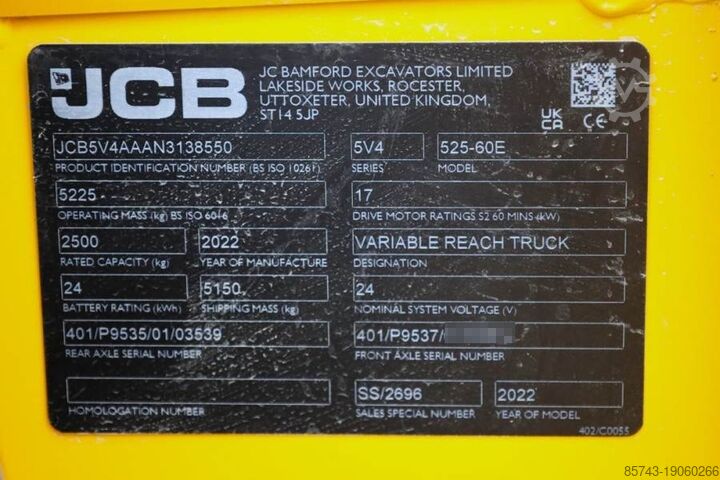 JCB
JC BAMFORD EXCAVATORS LIMITED
LAKESIDE WORKS, ROCESTER,
UTTOXETER, UNITED KINGDOM,
ST14 5JP
UK
CA CE
JCB5V4AAAN3138550 5V4 525-60E
PRODUCT IDENTIFICATION NUMBER (BS ISO 10261) SERIES MODEL
5225 17
OPERATING MASS (kg) BS ISO 6016 DRIVE MOTOR RATINGS S2 60 MINS (kW)
2500 2022 VARIABLE REACH TRUCK
RATED CAPACITY (kg) YEAR OF MANUFACTURE DESIGNATION
24 5150 24
BATTERY RATING (kWh) SHIPPING MASS (kg) NOMINAL SYSTEM VOLTAGE (V)
401/P9535/01/03539 401/P9537/
REAR AXLE SERIAL NUMBER FRONT AXLE SERIAL NUMBER
SS/2696 2022
HOMOLOGATION NUMBER SALES SPECIAL NUMBER YEAR OF MODEL
402/C0055
85743-19060266